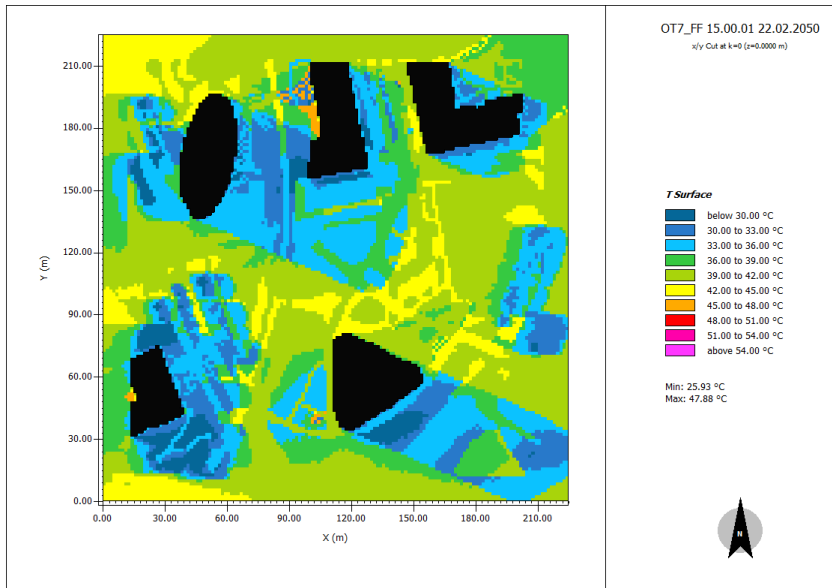 OT7_FF 15.00.01 22.02.2050
x/y Cut at k=0 (z=0.0000 m)
210.00
180.00
150.00
120.00
90.00
60.00
30.00
0.00
Y (m)
0.00 30.00 60.00 90.00 120.00 150.00 180.00 210.00
X (m)
T Surface
below 30.00 °C
30.00 to 33.00 °C
33.00 to 36.00 °C
36.00 to 39.00 °C
39.00 to 42.00 °C
42.00 to 45.00 °C
45.00 to 48.00 °C
48.00 to 51.00 °C
51.00 to 54.00 °C
above 54.00 °C
Min: 25.93 °C
Max: 47.88 °C
N